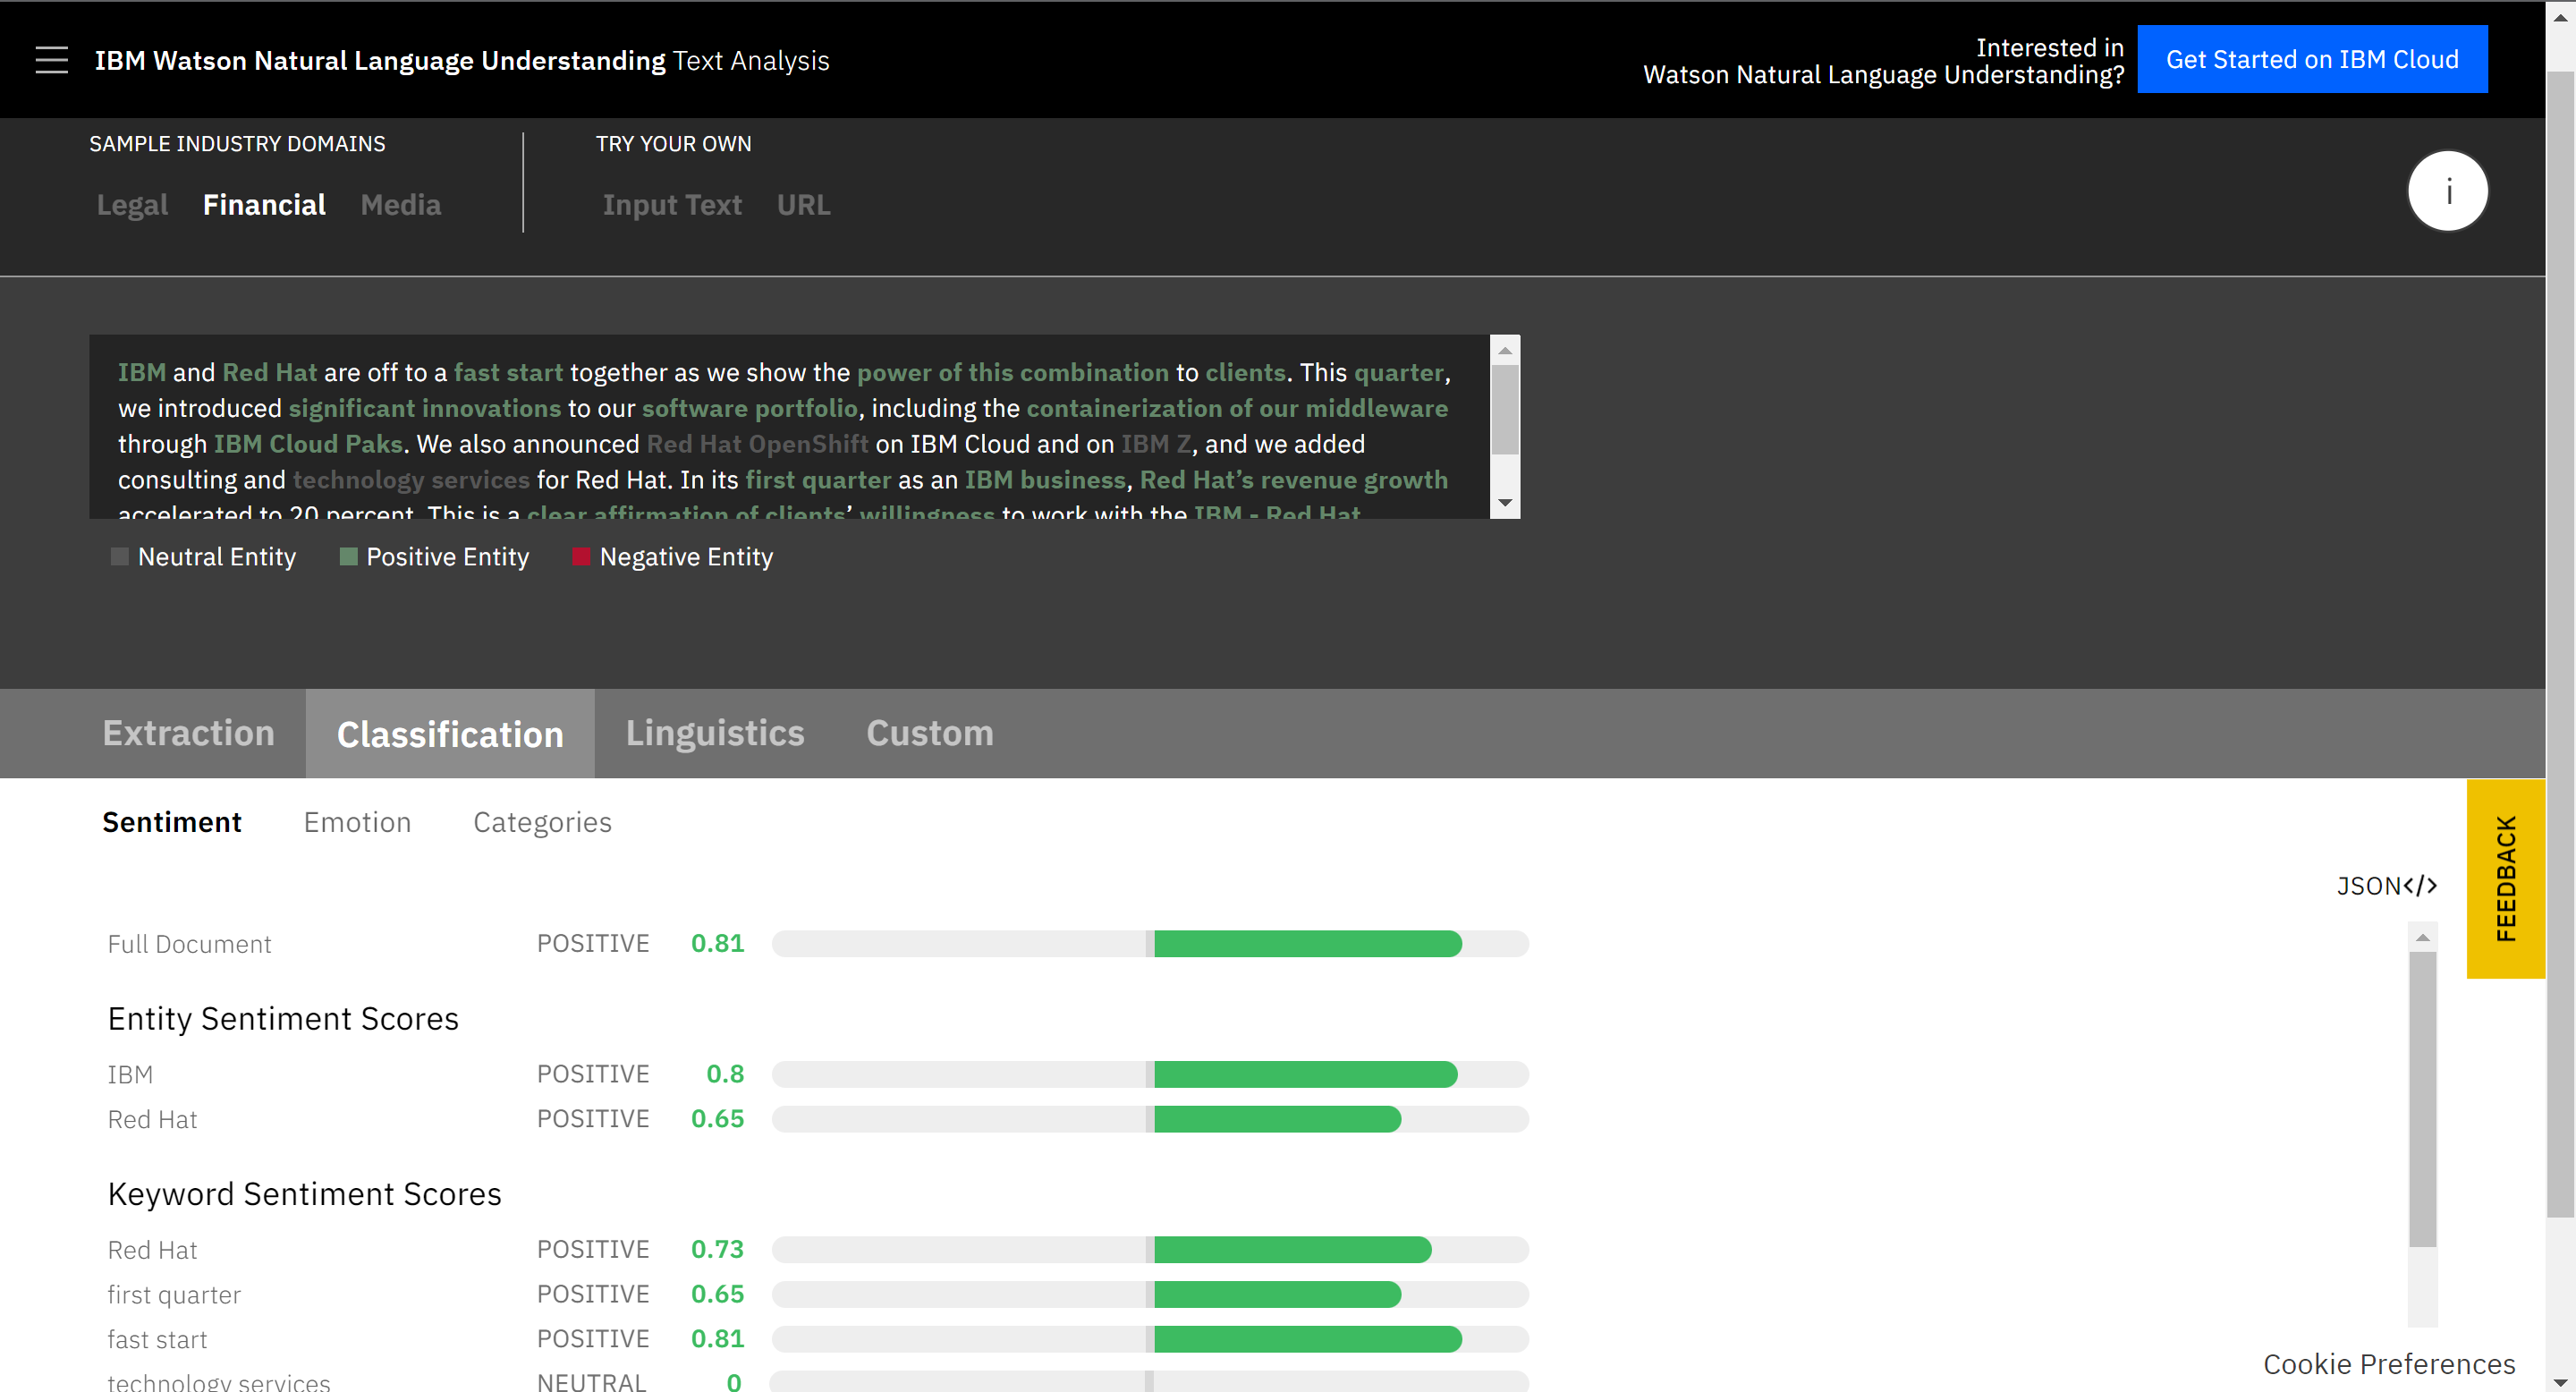 IBM Watson Natural Language Understanding Text Analysis
Interested in
Watson Natural Language Understanding?
Get Started on IBM Cloud
SAMPLE INDUSTRY DOMAINS
TRY YOUR OWN
Legal Financial Media
Input Text URL
i
IBM and Red Hat are off to a fast start together as we show the power of this combination to clients. This quarter,
we introduced significant innovations to our software portfolio, including the containerization of our middleware
through IBM Cloud Paks. We also announced Red Hat OpenShift on IBM Cloud and on IBM Z, and we added
consulting and technology services for Red Hat. In its first quarter as an IBM business, Red Hat’s revenue growth
accelerated to 20 percent. This is a clear affirmation of clients’ willingness to work with the IBM - Red Hat
Neutral Entity Positive Entity Negative Entity
Extraction Classification Linguistics Custom
Sentiment Emotion Categories
FEEDBACK
JSON</>
Full Document POSITIVE 0.81
Entity Sentiment Scores
IBM POSITIVE 0.8
Red Hat POSITIVE 0.65
Keyword Sentiment Scores
Red Hat POSITIVE 0.73
first quarter POSITIVE 0.65
fast start POSITIVE 0.81
technology services NEUTRAL 0
Cookie Preferences